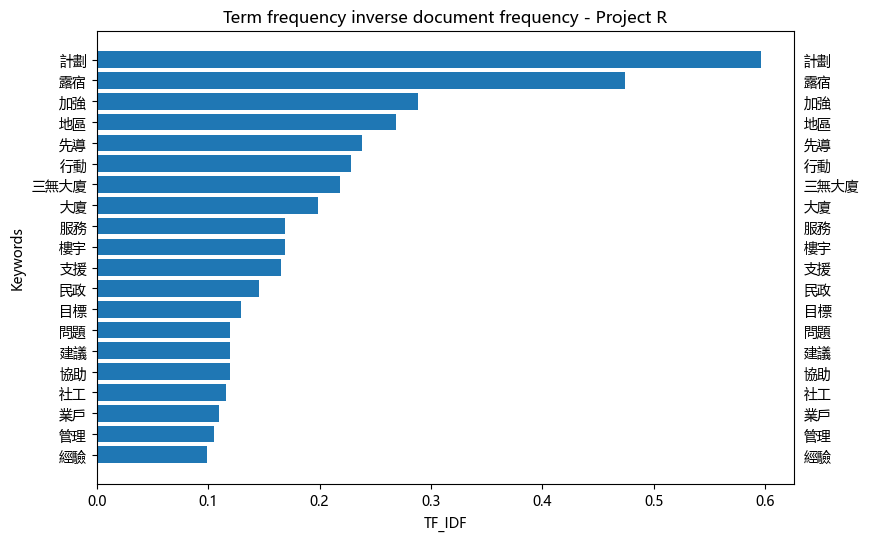 Term frequency inverse document frequency - Project R
計劃 計劃
露宿 露宿
加強 加強
地區 地區
先導 先導
行動 行動
三無大廈 三無大廈
大廈 大廈
服務 服務
樓宇 樓宇
支援 支援
民政 民政
目標 目標
問題 問題
建議 建議
協助 協助
社工 社工
業戶 業戶
管理 管理
經驗 經驗
Keywords
0.0 0.1 0.2 0.3 0.4 0.5 0.6
TF_IDF